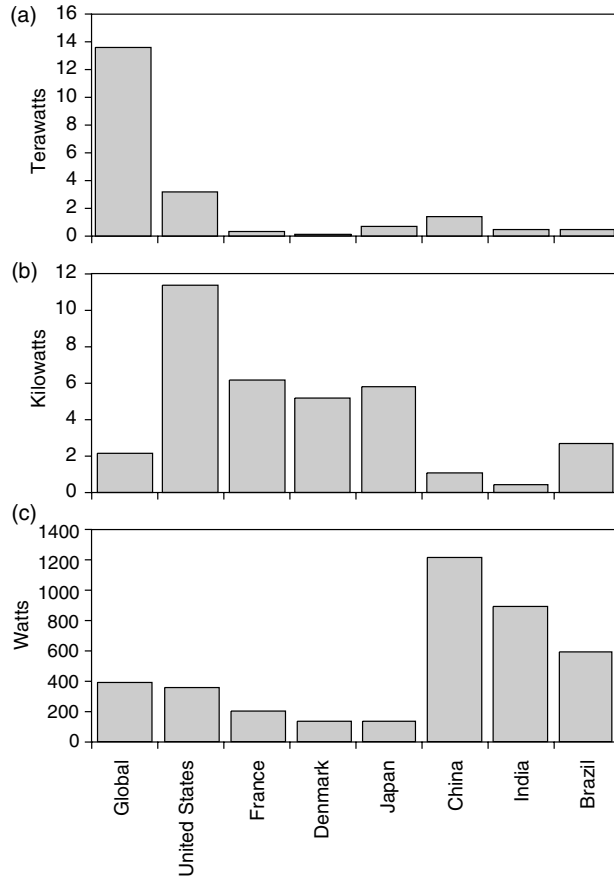 (a)
16
14
12
10
8
6
4
2
0
Terawatts
(b)
12
10
8
6
4
2
0
Kilowatts
(c)
1400
1200
1000
800
600
400
200
0
Watts
Global
United States
France
Denmark
Japan
China
India
Brazil